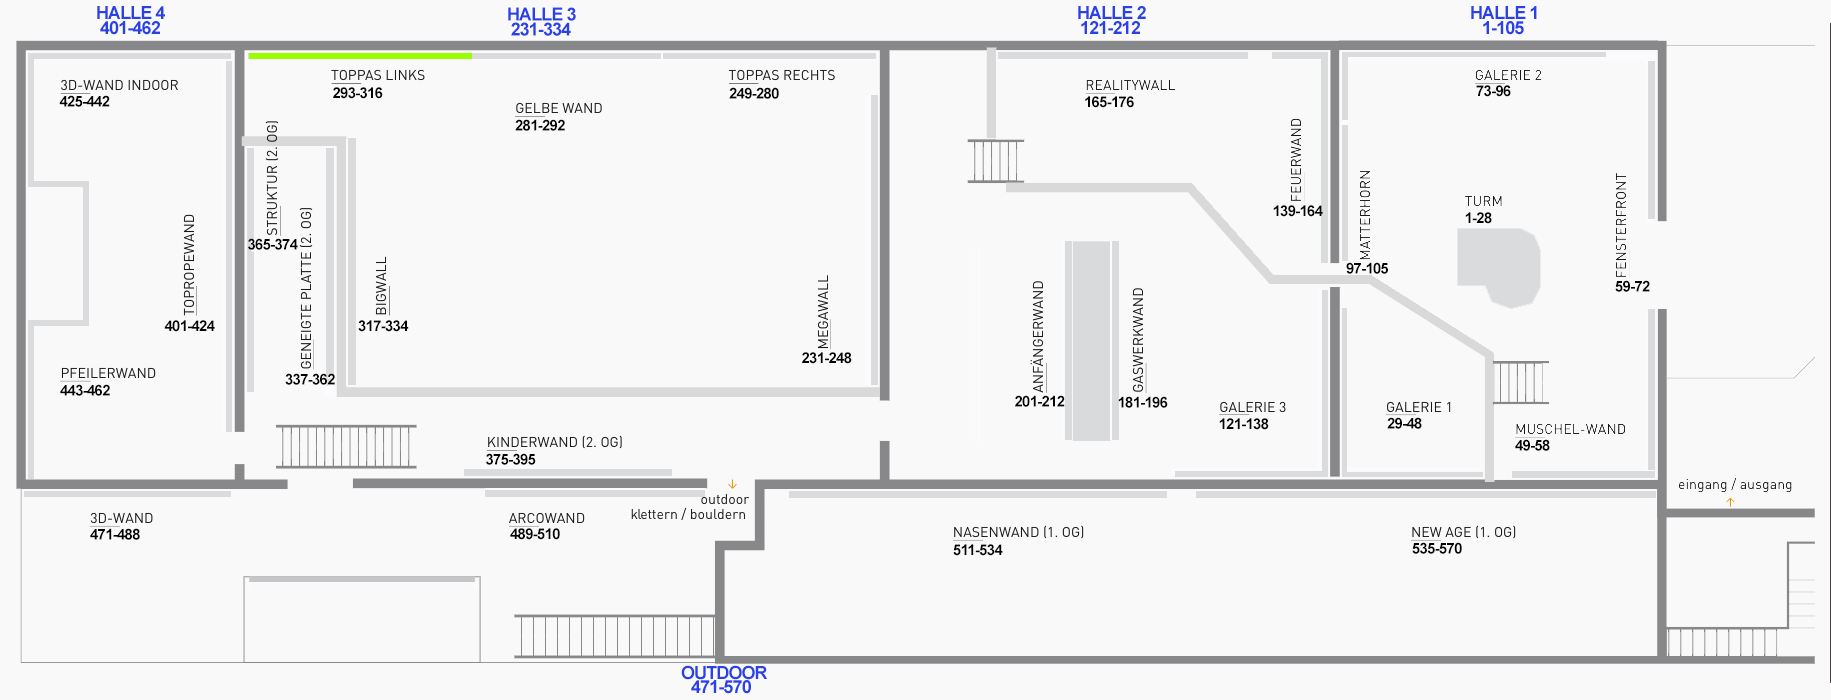 HALLE 4
401-462
HALLE 3
231-334
HALLE 2
121-212
HALLE 1
1-105
3D-WAND INDOOR
425-442
TOPPAS LINKS
293-316
GELBE WAND
281-292
TOPPAS RECHTS
249-280
REALITYWALL
165-176
GALERIE 2
73-96
STRUKTUR (2. OG)
365-374
GENEIGTE PLATTE (2. OG)
337-362
BIGWALL
317-334
MEGAWALL
231-248
TOPROPEWAND
401-424
PFEILERWAND
443-462
FEUERWAND
139-164
MATTERHORN
97-105
TURM
1-28
FENSTERFRONT
59-72
ANFÄNGERWAND
201-212
GASWERKWAND
181-196
GALERIE 3
121-138
GALERIE 1
29-48
MUSCHEL-WAND
49-58
KINDERWAND (2. OG)
375-395
outdoor
klettern / bouldern
eingang / ausgang
3D-WAND
471-488
ARCOWAND
489-510
NASENWAND (1. OG)
511-534
NEW AGE (1. OG)
535-570
OUTDOOR
471-570